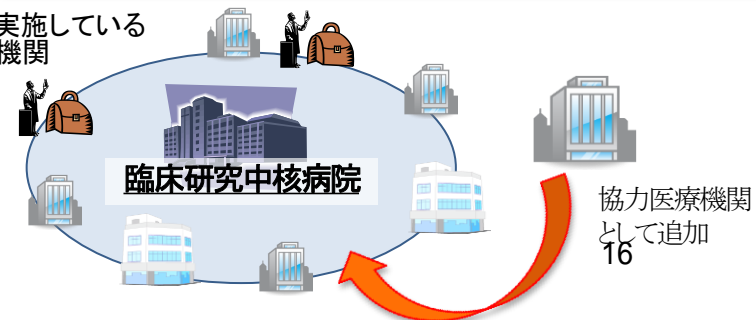 実施している
機関
臨床研究中核病院
協力医療機関
として追加
16